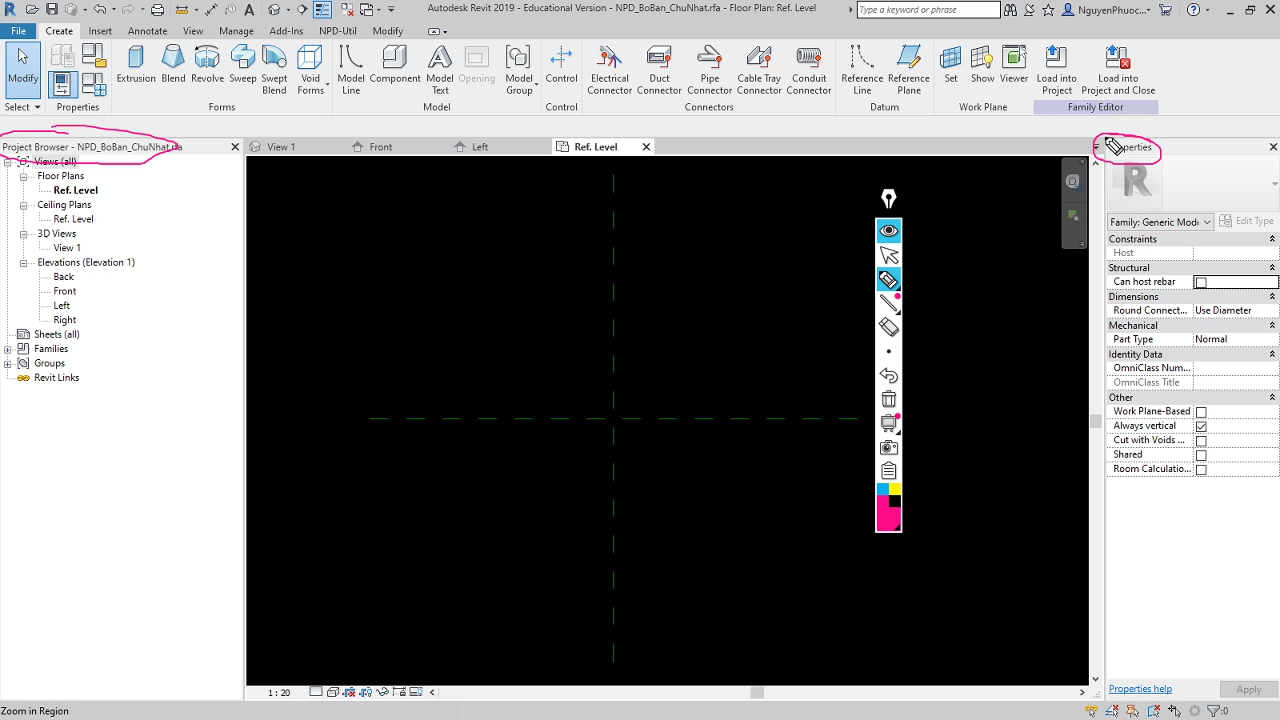 Autodesk Revit 2019 - Educational Version - NPD_BoBan_ChuNhat.rfa - Floor Plan: Ref. Level
Type a keyword or phrase
NguyenPhuoc...
File Create Insert Annotate View Manage Add-Ins NPD-Util Modify
Modify
Extrusion Blend Revolve Sweep Swept Blend Void Forms
Model Line Component Model Text Opening Model Group
Control
Electrical Connector Duct Connector Pipe Connector Cable Tray Connector Conduit Connector
Reference Line Reference Plane
Set Show Viewer
Load into Project Load into Project and Close
Select Properties Forms Model Control Connectors Datum Work Plane Family Editor
Project Browser - NPD_BoBan_ChuNhat.rfa
View 1 Front Left Ref. Level
Views (all)
Floor Plans
Ref. Level
Ceiling Plans
Ref. Level
3D Views
View 1
Elevations (Elevation 1)
Back
Front
Left
Right
Sheets (all)
Families
Groups
Revit Links
Family: Generic Mode
Edit Type
Constraints
Host
Structural
Can host rebar
Dimensions
Round Connect... Use Diameter
Mechanical
Part Type Normal
Identity Data
OmniClass Num...
OmniClass Title
Other
Work Plane-Based
Always vertical
Cut with Voids ...
Shared
Room Calculatio...
Properties help
Apply
1 : 20
Zoom in Region
:0